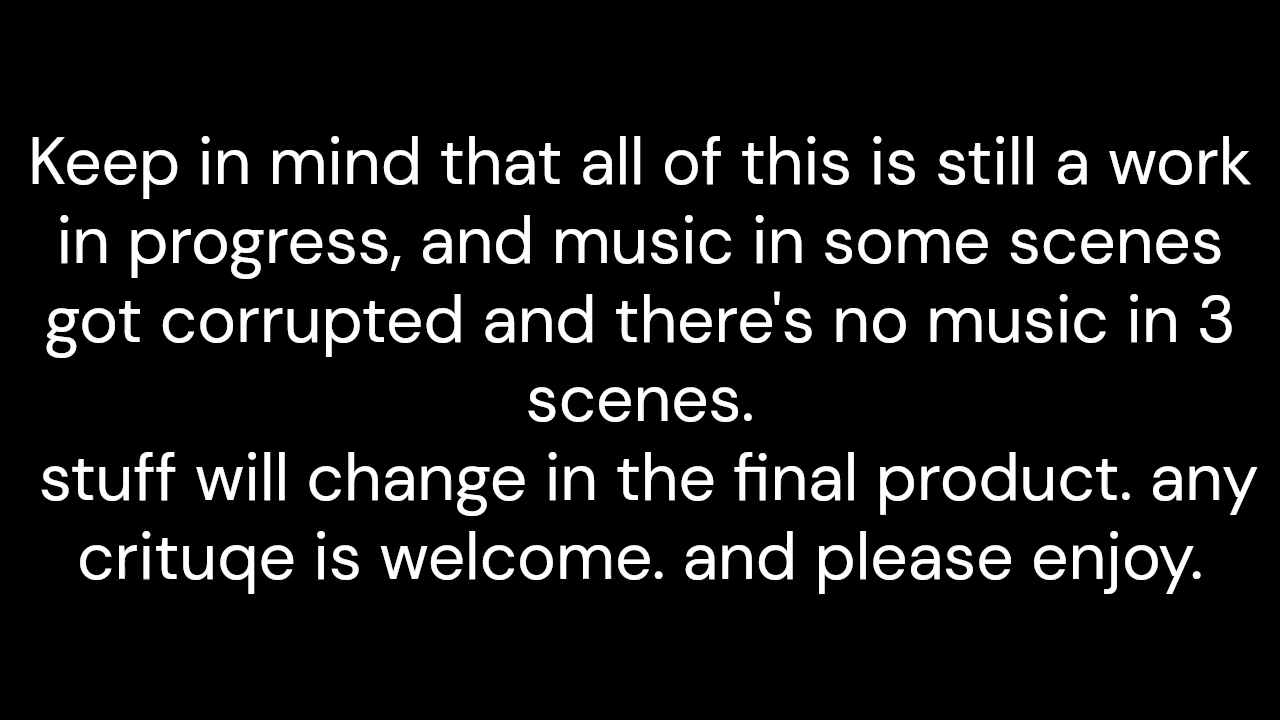 Keep in mind that all of this is still a work
in progress, and music in some scenes
got corrupted and there's no music in 3
scenes.
stuff will change in the final product. any
crituqe is welcome. and please enjoy.